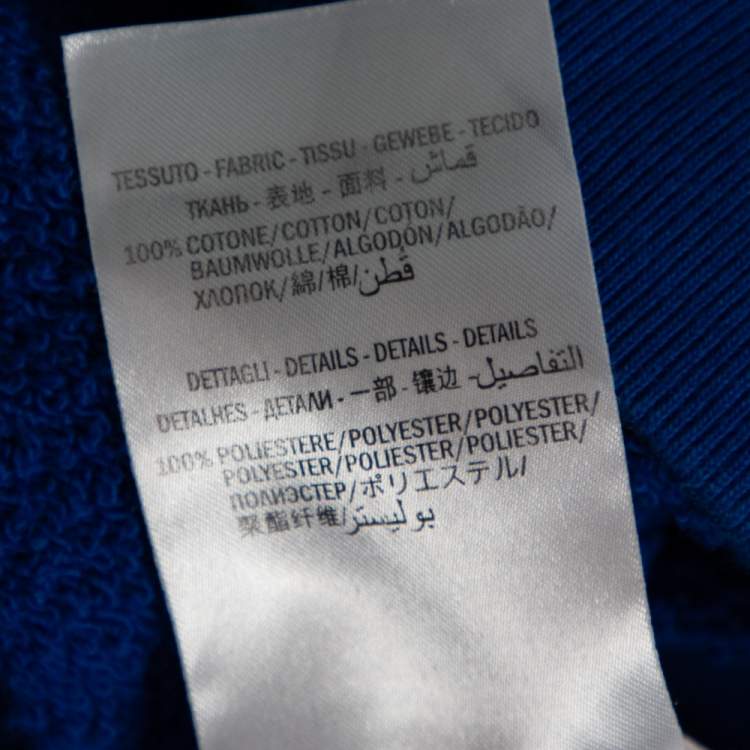 TESSUTO - FABRIC - TISSU - GEWEBE - TECIDO
ТКАНЬ - 表地 - 面料 - قماش
100% COTONE/COTTON/COTON/
BAUMWOLLE/ALGODÓN/ALGODÃO/
ХЛОПОК/綿/棉/قطن
DETTAGLI - DETAILS - DETAILS - DETAILS
DETALHES - ДЕТАЛИ - 一部 - 镶边 - التفاصيل
100% POLIESTERE/POLYESTER/POLYESTER/
POLYESTER/POLIESTER/POLIESTER/
ПОЛИЭСТЕР/ポリエステル/
聚酯纤维/بوليستر